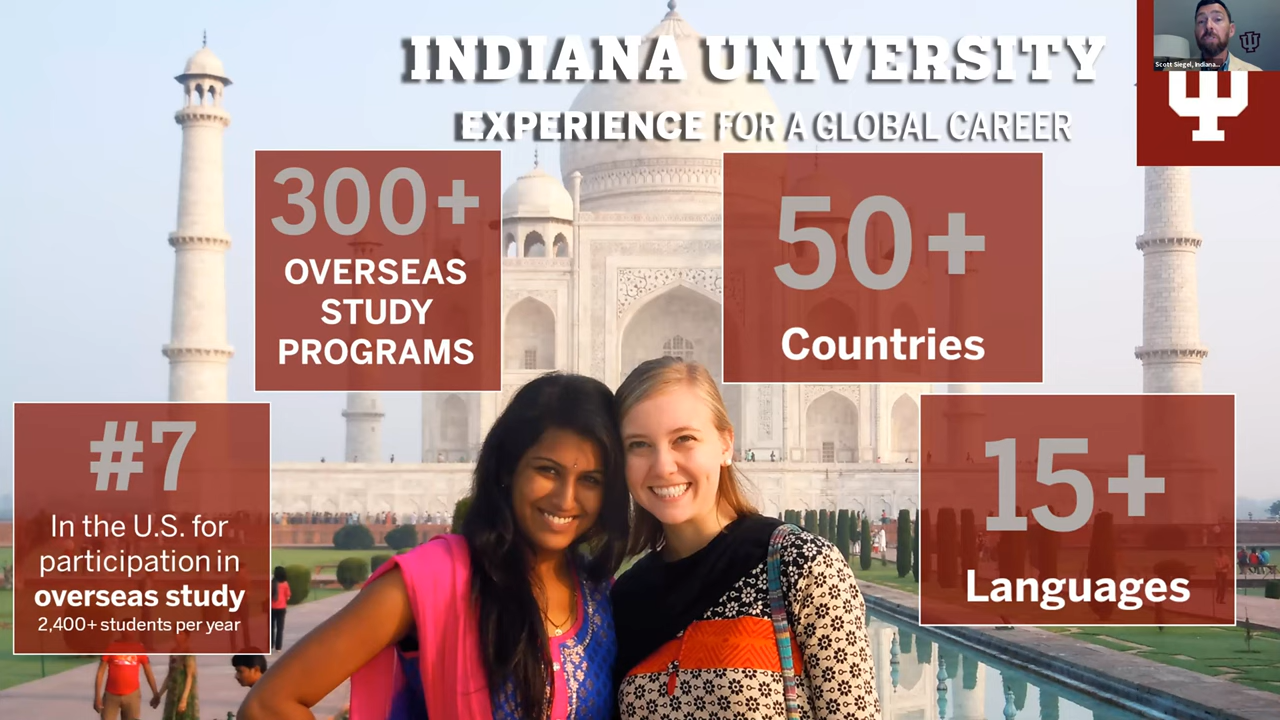 INDIANA UNIVERSITY
EXPERIENCE FOR A GLOBAL CAREER
Scott Siegel, Indiana...
300+
OVERSEAS
STUDY
PROGRAMS
50+
Countries
#7
In the U.S. for
participation in
overseas study
2,400+ students per year
15+
Languages